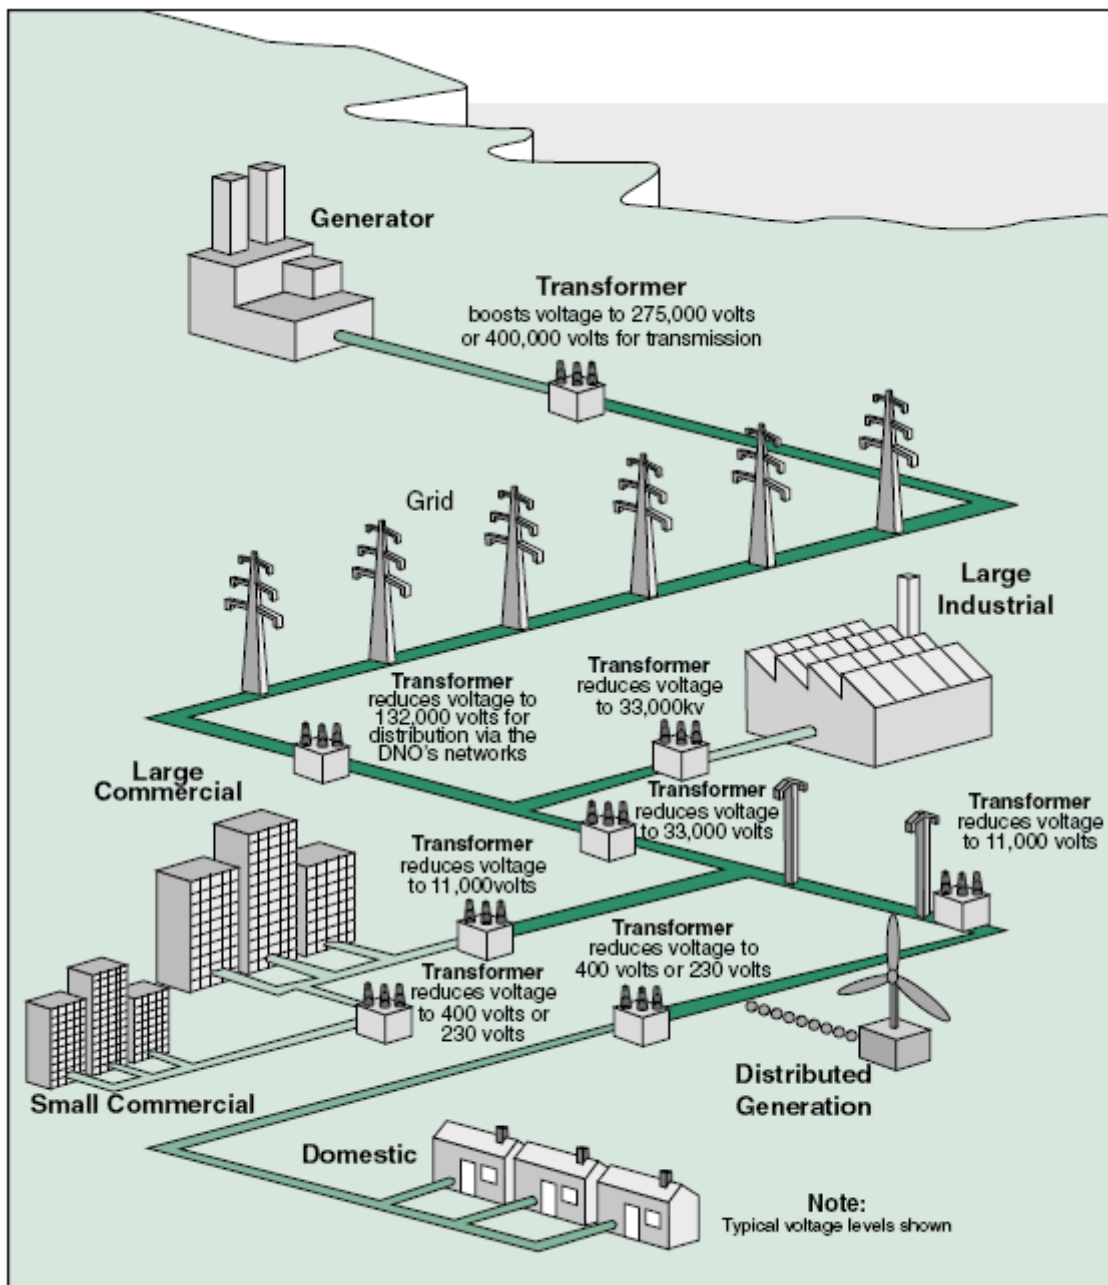 Generator
Transformer
boosts voltage to 275,000 volts
or 400,000 volts for transmission
Grid
Large
Industrial
Transformer
reduces voltage to
132,000 volts for
distribution via the
DNO's networks
Transformer
reduces voltage
to 33,000kv
Large
Commercial
Transformer
reduces voltage
to 33,000 volts
Transformer
reduces voltage
to 11,000 volts
Transformer
reduces voltage
to 11,000volts
Transformer
reduces voltage to
400 volts or 230 volts
Transformer
reduces voltage
to 400 volts or
230 volts
Small Commercial
Distributed
Generation
Domestic
Note:
Typical voltage levels shown